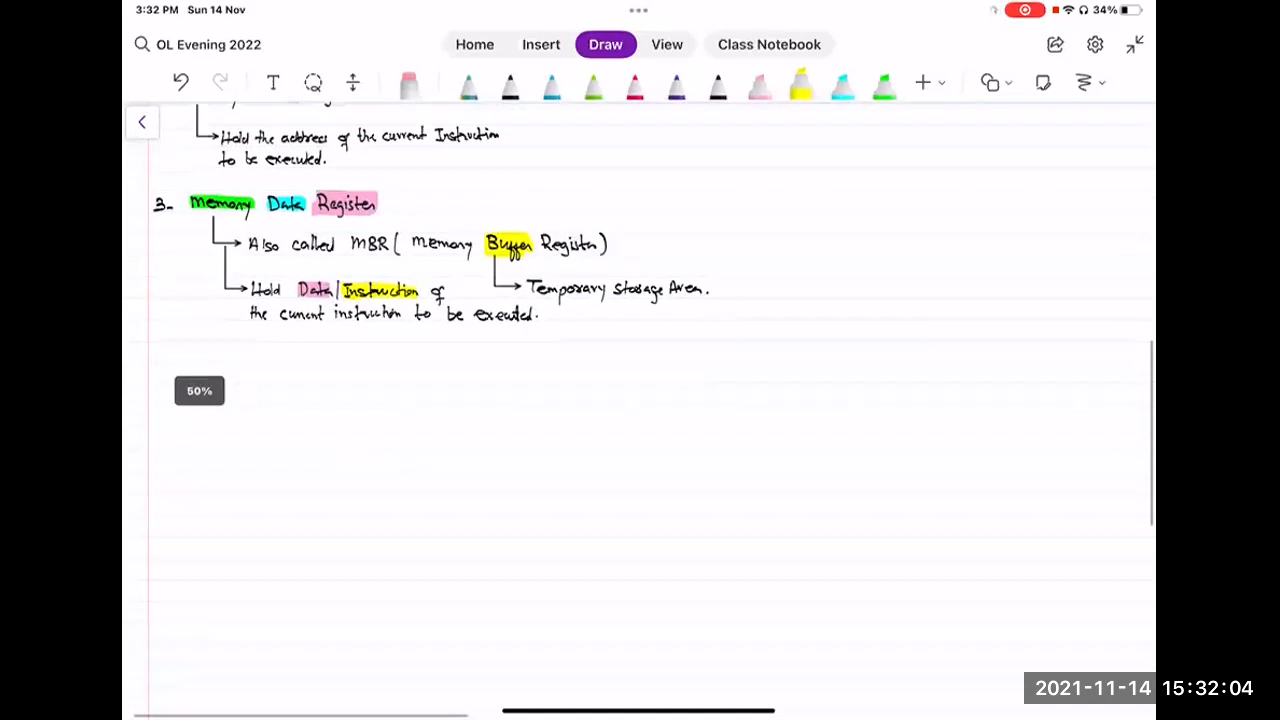 3:32 PM Sun 14 Nov
34%
OL Evening 2022
Home Insert Draw View Class Notebook
T
Hold the address of the current Instruction
to be executed.
3- Memory Data Register
Also called MBR ( Memory Buffer Register)
Hold Data/Instruction of
Temporary Storage Area.
the current instruction to be executed.
50%
2021-11-14 15:32:04